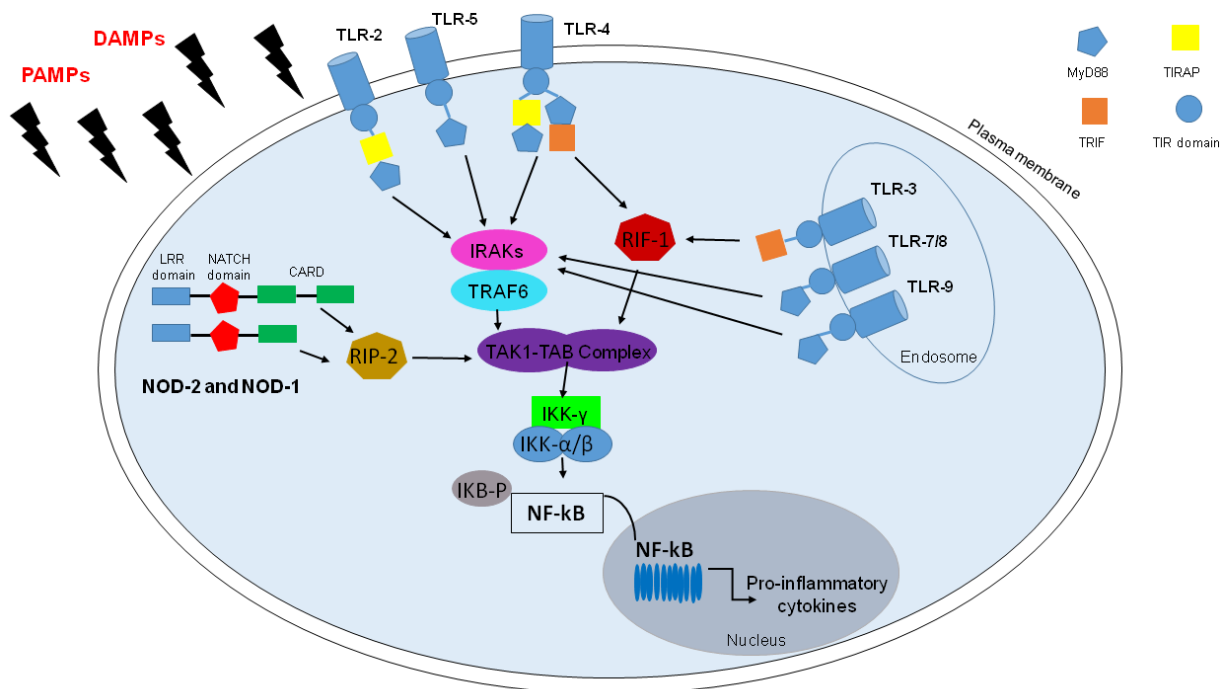 DAMPs
PAMPs
TLR-2
TLR-5
TLR-4
MyD88
TIRAP
TRIF
TIR domain
Plasma membrane
TLR-3
TLR-7/8
TLR-9
Endosome
IRAKs
TRAF6
RIF-1
LRR
domain
NATCH
domain
CARD
RIP-2
TAK1-TAB Complex
NOD-2 and NOD-1
IKK-γ
IKK-α/β
IKB-P
NF-kB
NF-kB
Pro-inflammatory
cytokines
Nucleus